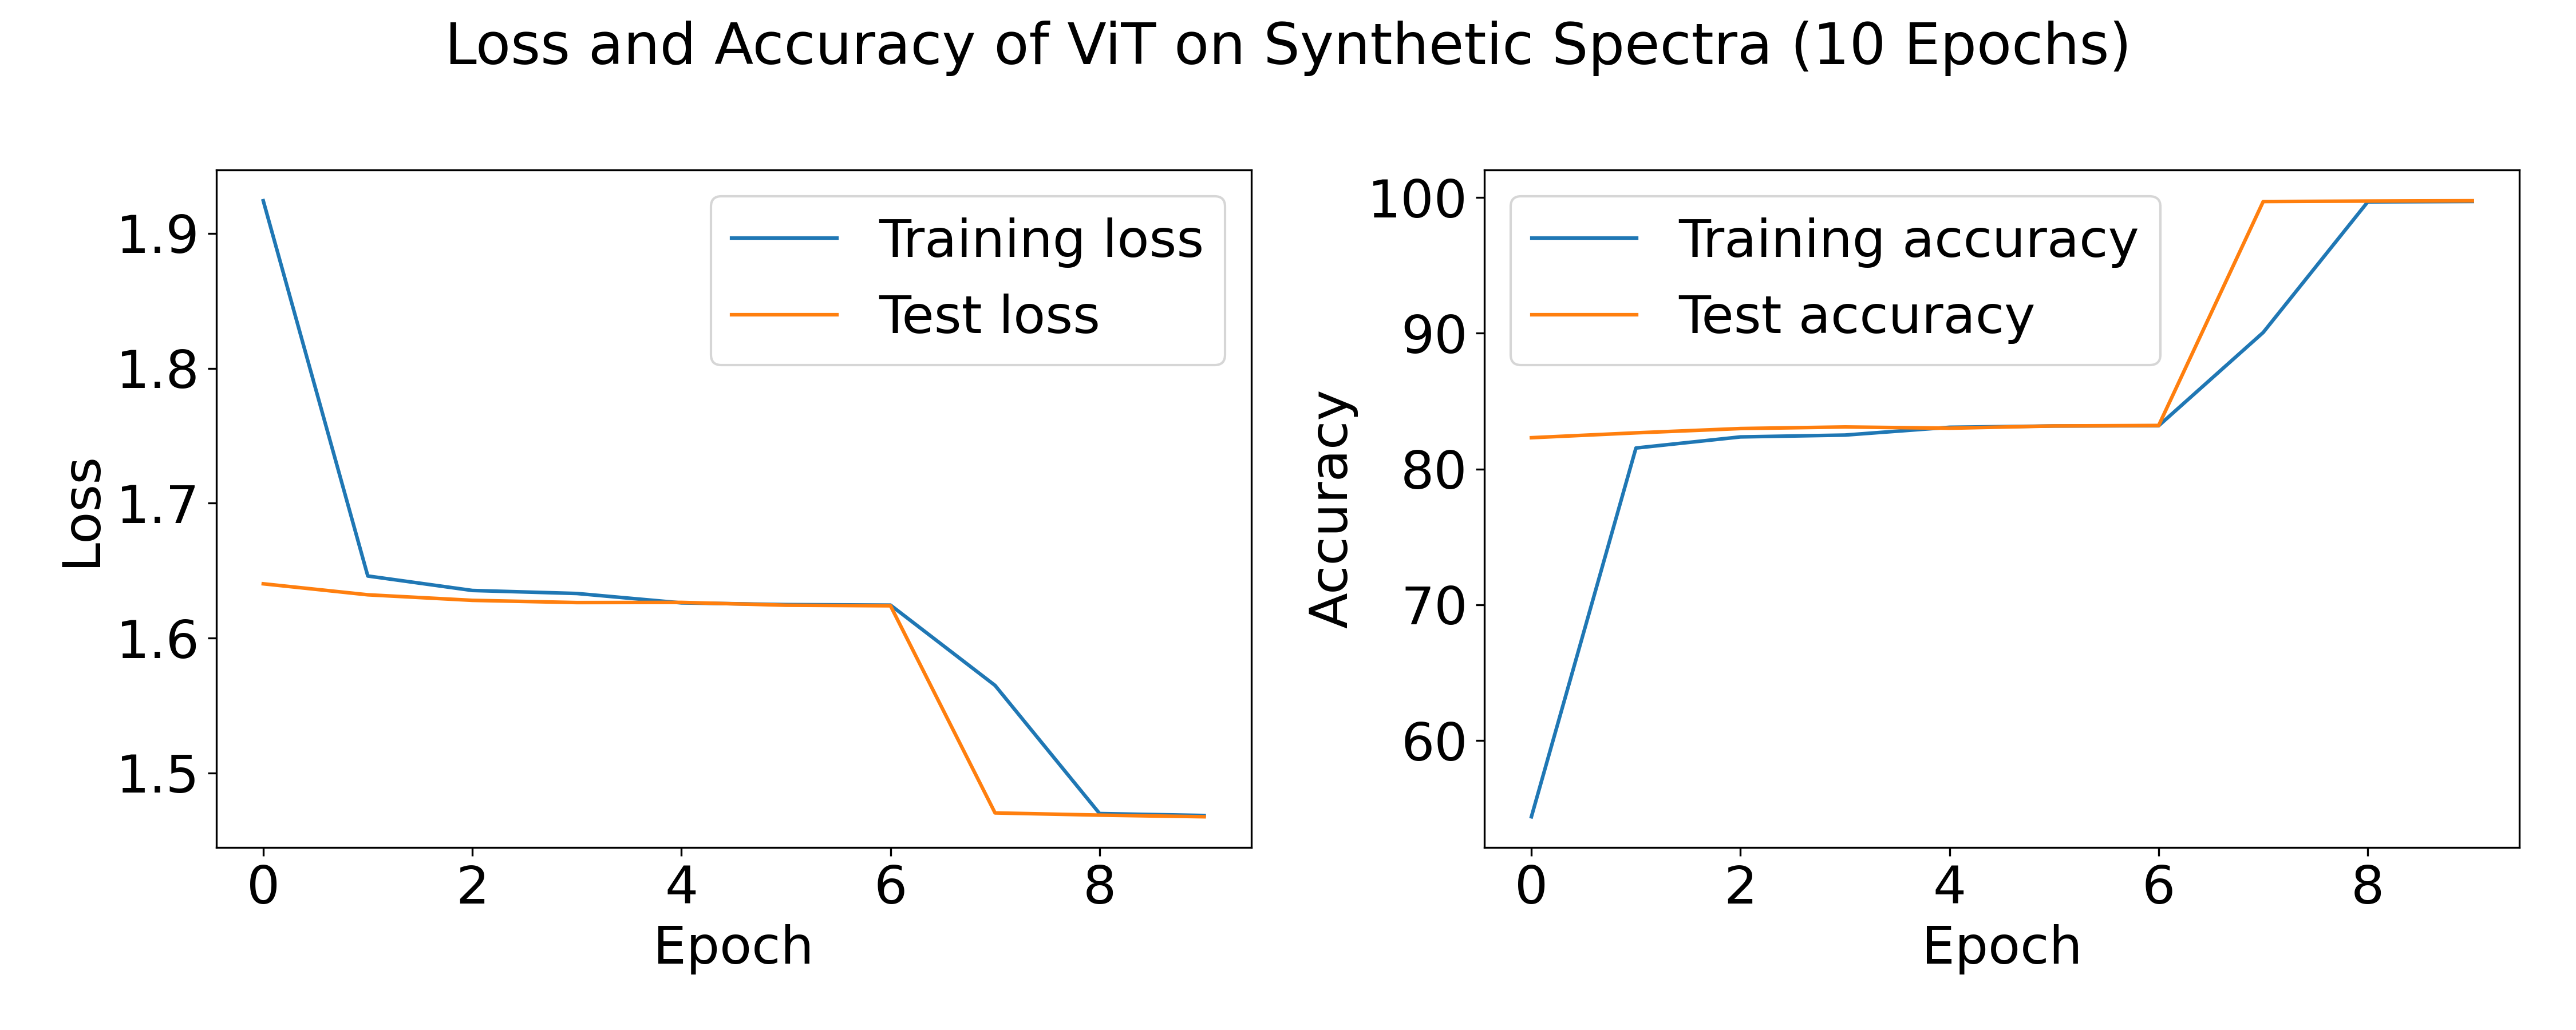 Loss and Accuracy of ViT on Synthetic Spectra (10 Epochs)
1.9
1.8
1.7
1.6
1.5
Loss
Training loss
Test loss
0 2 4 6 8
Epoch
100
90
80
70
60
Accuracy
Training accuracy
Test accuracy
0 2 4 6 8
Epoch